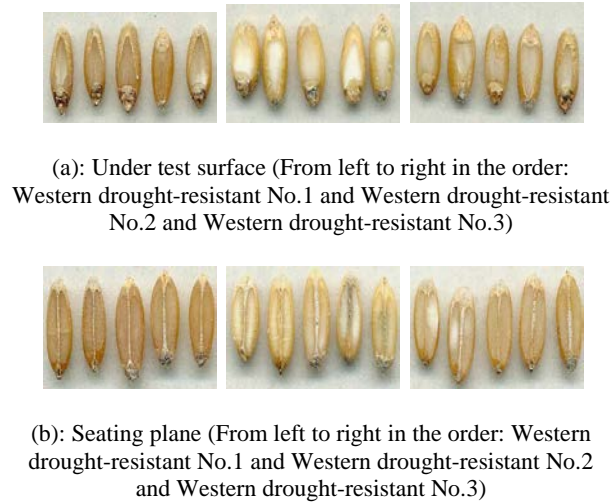 (a): Under test surface (From left to right in the order:
Western drought-resistant No.1 and Western drought-resistant
No.2 and Western drought-resistant No.3)
(b): Seating plane (From left to right in the order: Western
drought-resistant No.1 and Western drought-resistant No.2
and Western drought-resistant No.3)